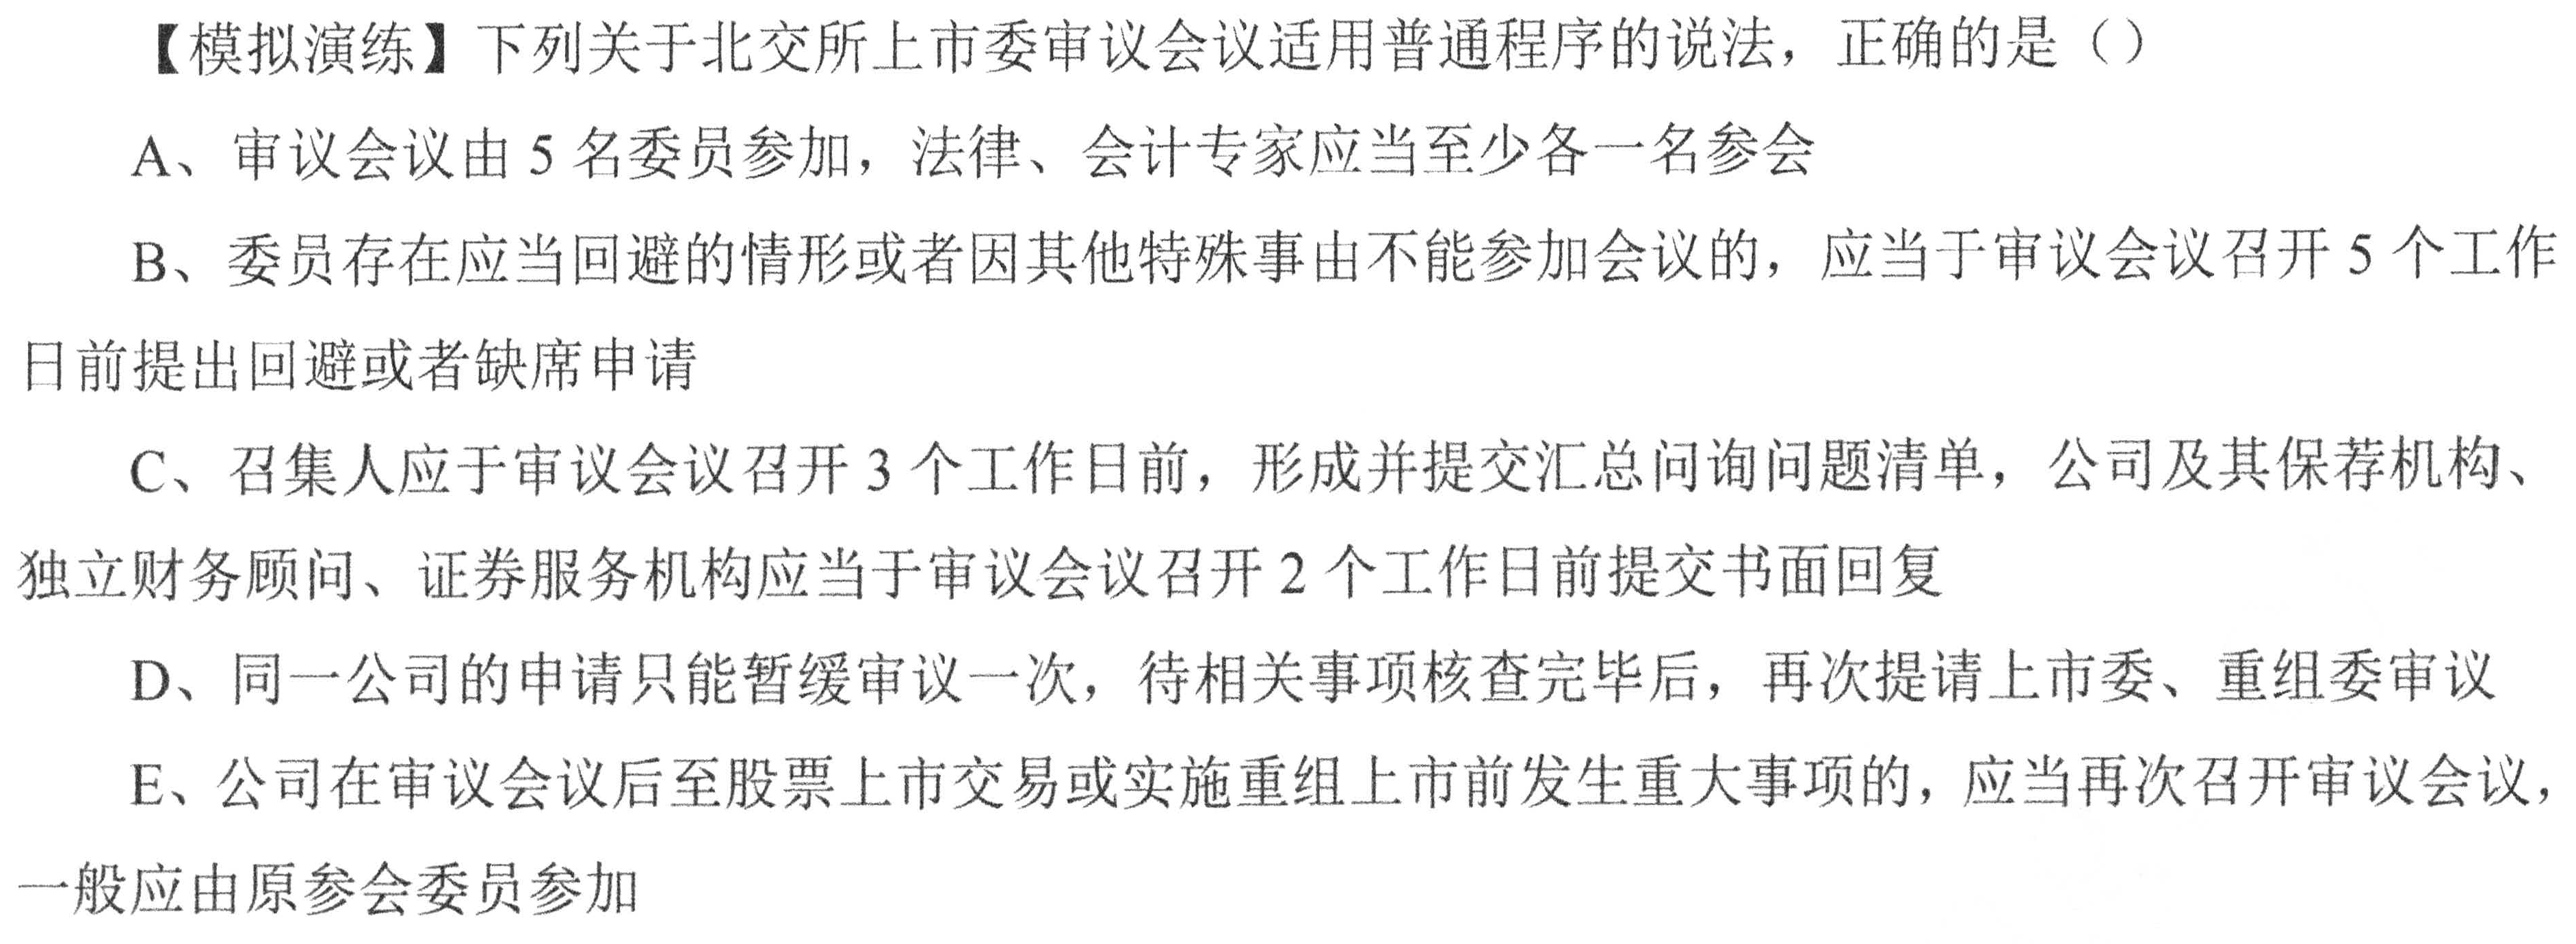 【模拟演练】下列关于北交所上市委审议会议适用普通程序的说法，正确的是（）
A、审议会议由 5 名委员参加，法律、会计专家应当至少各一名参会
B、委员存在应当回避的情形或者因其他特殊事由不能参加会议的，应当于审议会议召开 5 个工作
日前提出回避或者缺席申请
C、召集人应于审议会议召开 3 个工作日前，形成并提交汇总问询问题清单，公司及其保荐机构、
独立财务顾问、证券服务机构应当于审议会议召开 2 个工作日前提交书面回复
D、同一公司的申请只能暂缓审议一次，待相关事项核查完毕后，再次提请上市委、重组委审议
E、公司在审议会议后至股票上市交易或实施重组上市前发生重大事项的，应当再次召开审议会议，
一般应由原参会委员参加